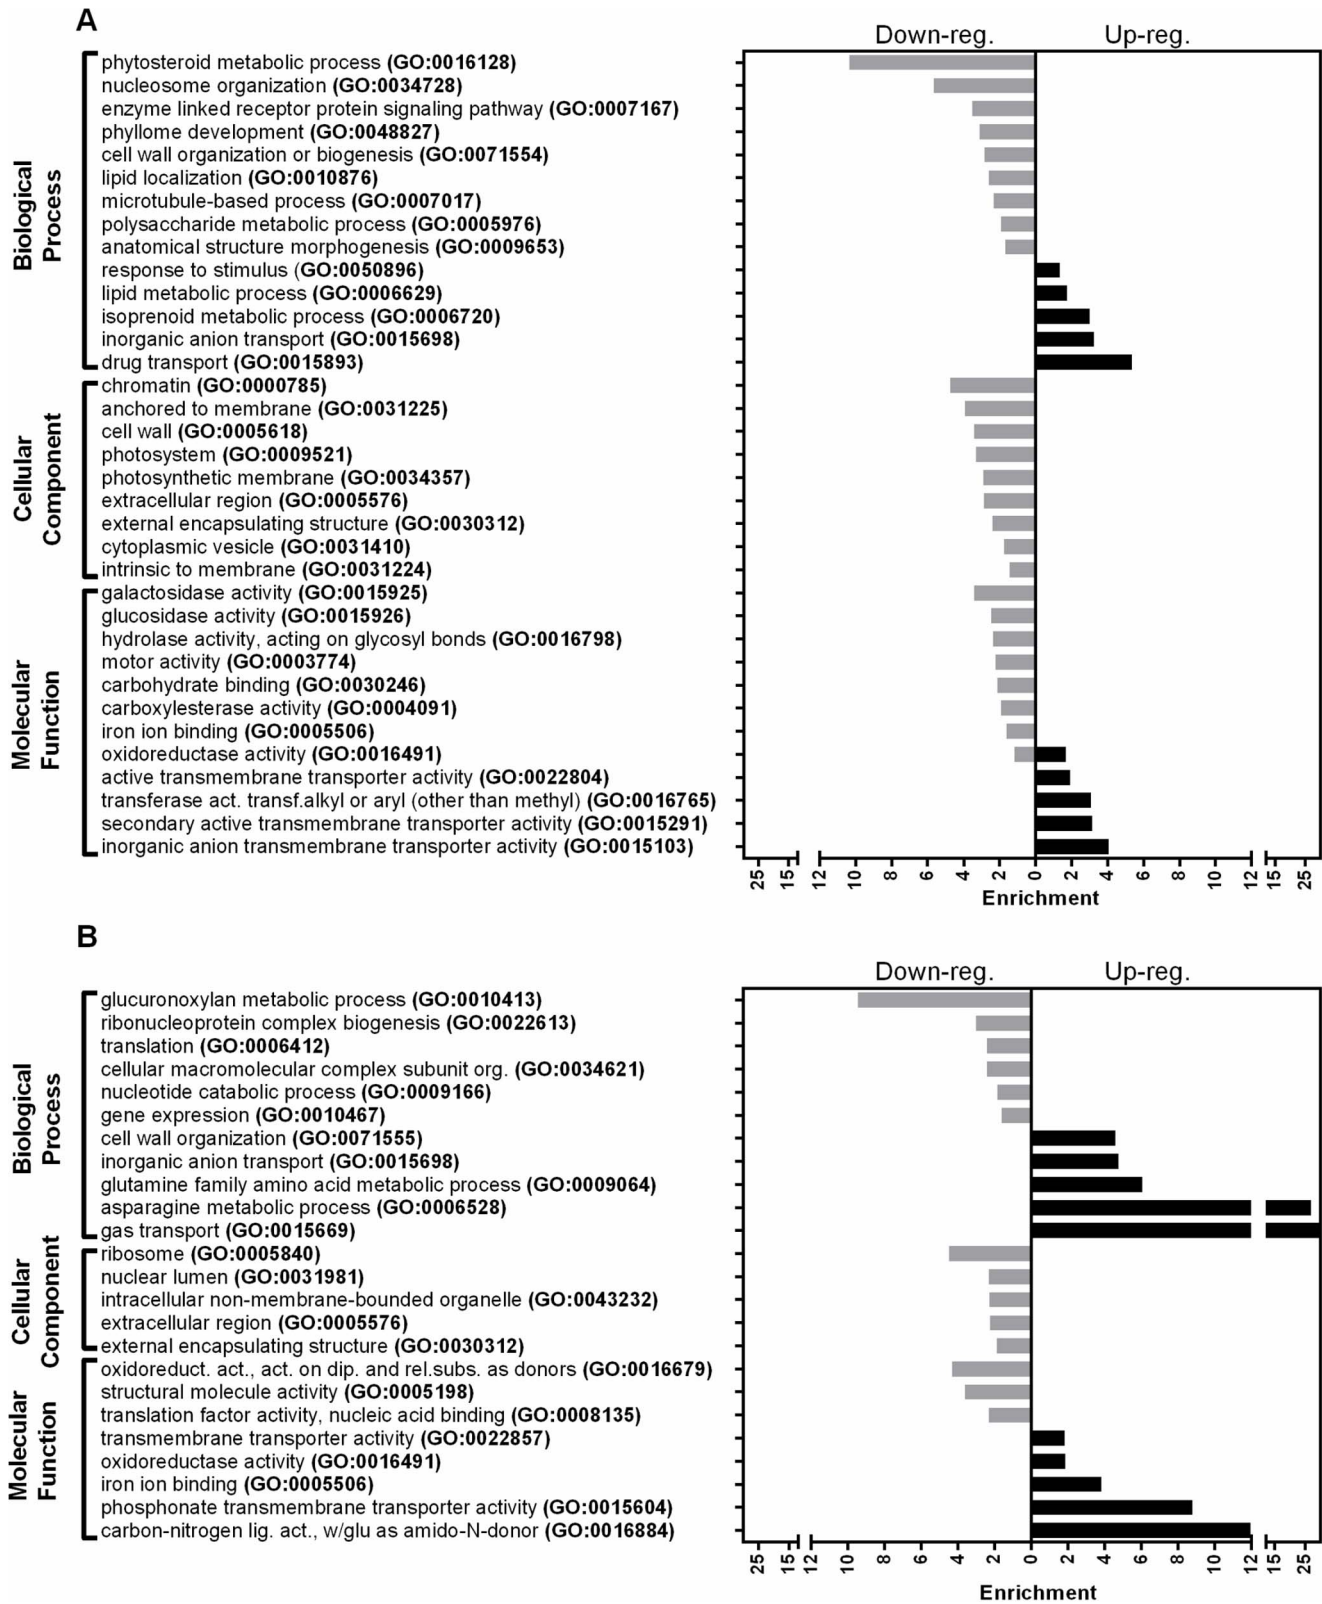 A
Down-reg. Up-reg.
Biological Process
phytosteroid metabolic process (GO:0016128)
nucleosome organization (GO:0034728)
enzyme linked receptor protein signaling pathway (GO:0007167)
phyllome development (GO:0048827)
cell wall organization or biogenesis (GO:0071554)
lipid localization (GO:0010876)
microtubule-based process (GO:0007017)
polysaccharide metabolic process (GO:0005976)
anatomical structure morphogenesis (GO:0009653)
response to stimulus (GO:0050896)
lipid metabolic process (GO:0006629)
isoprenoid metabolic process (GO:0006720)
inorganic anion transport (GO:0015698)
drug transport (GO:0015893)
Cellular Component
chromatin (GO:0000785)
anchored to membrane (GO:0031225)
cell wall (GO:0005618)
photosystem (GO:0009521)
photosynthetic membrane (GO:0034357)
extracellular region (GO:0005576)
external encapsulating structure (GO:0030312)
cytoplasmic vesicle (GO:0031410)
intrinsic to membrane (GO:0031224)
Molecular Function
galactosidase activity (GO:0015925)
glucosidase activity (GO:0015926)
hydrolase activity, acting on glycosyl bonds (GO:0016798)
motor activity (GO:0003774)
carbohydrate binding (GO:0030246)
carboxylesterase activity (GO:0004091)
iron ion binding (GO:0005506)
oxidoreductase activity (GO:0016491)
active transmembrane transporter activity (GO:0022804)
transferase act. transf.alkyl or aryl (other than methyl) (GO:0016765)
secondary active transmembrane transporter activity (GO:0015291)
inorganic anion transmembrane transporter activity (GO:0015103)
25 15 12 10 8 6 4 2 0 2 4 6 8 10 12 15 25
Enrichment
B
Down-reg. Up-reg.
Biological Process
glucuronoxylan metabolic process (GO:0010413)
ribonucleoprotein complex biogenesis (GO:0022613)
translation (GO:0006412)
cellular macromolecular complex subunit org. (GO:0034621)
nucleotide catabolic process (GO:0009166)
gene expression (GO:0010467)
cell wall organization (GO:0071555)
inorganic anion transport (GO:0015698)
glutamine family amino acid metabolic process (GO:0009064)
asparagine metabolic process (GO:0006528)
gas transport (GO:0015669)
Cellular Component
ribosome (GO:0005840)
nuclear lumen (GO:0031981)
intracellular non-membrane-bounded organelle (GO:0043232)
extracellular region (GO:0005576)
external encapsulating structure (GO:0030312)
Molecular Function
oxidoreduct. act., act. on dip. and rel.subs. as donors (GO:0016679)
structural molecule activity (GO:0005198)
translation factor activity, nucleic acid binding (GO:0008135)
transmembrane transporter activity (GO:0022857)
oxidoreductase activity (GO:0016491)
iron ion binding (GO:0005506)
phosphonate transmembrane transporter activity (GO:0015604)
carbon-nitrogen lig. act., w/glu as amido-N-donor (GO:0016884)
25 15 12 10 8 6 4 2 0 2 4 6 8 10 12 15 25
Enrichment